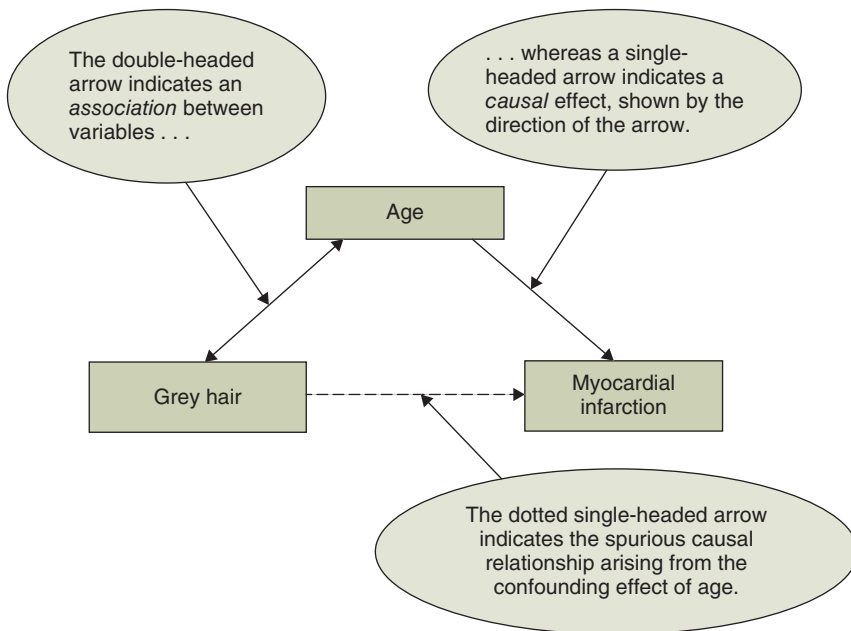 The double-headed
arrow indicates an
association between
variables . . .
. . . whereas a single-
headed arrow indicates a
causal effect, shown by the
direction of the arrow.
Age
Grey hair
Myocardial
infarction
The dotted single-headed arrow
indicates the spurious causal
relationship arising from the
confounding effect of age.